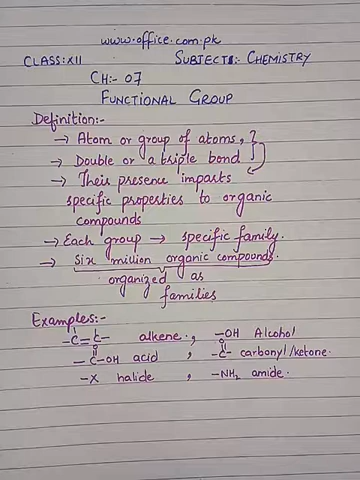 www.office.com.pk
CLASS:XII SUBJECT:- CHEMISTRY
CH:- 07
FUNCTIONAL GROUP
Definition:-
→ Atom or group of atoms, }
→ Double or a triple bond
→ Their presence imparts
specific properties to organic
compounds
→ Each group → specific family.
→ Six million organic compounds.
organized as
families
Examples:-
-C=C- alkene, -OH Alcohol
-C(=O)-OH acid, -C(=O)- carbonyl/ketone.
-X halide, -NH₂ amide.